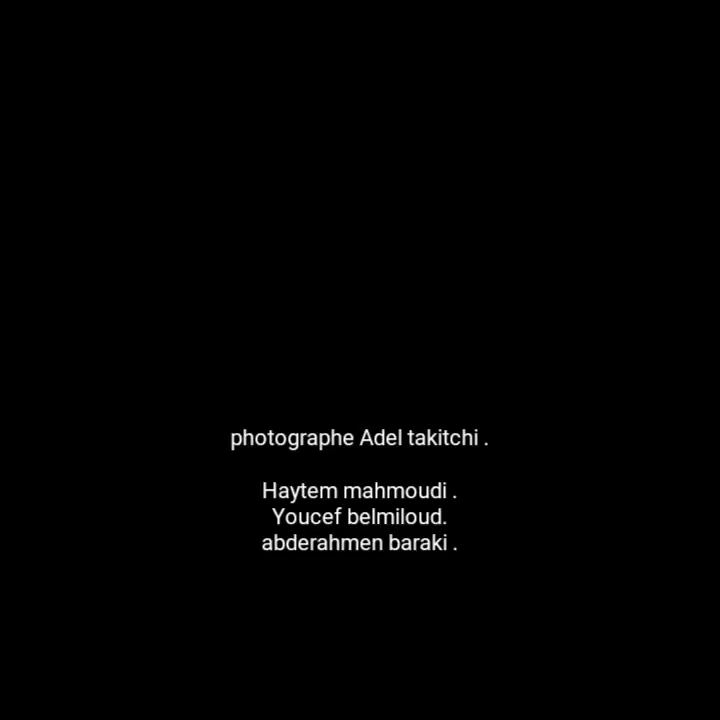 photographe Adel takitchi .
Haytem mahmoudi .
Youcef belmiloud.
abderahmen baraki .